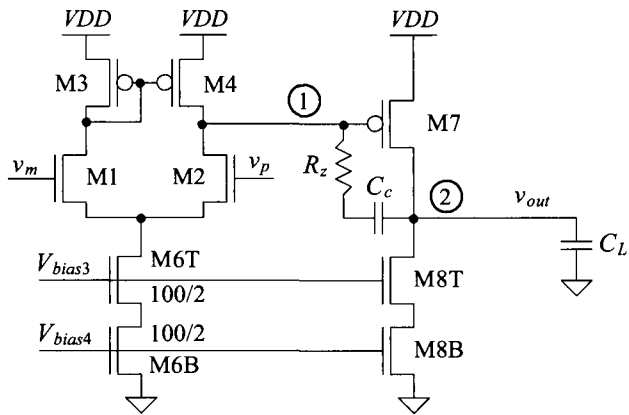 VDD VDD VDD
M3 M4 1 M7
v_m M1 M2 v_p R_z
C_c 2 v_out
C_L
V_bias3 M6T M8T
100/2
V_bias4 100/2 M8B
M6B